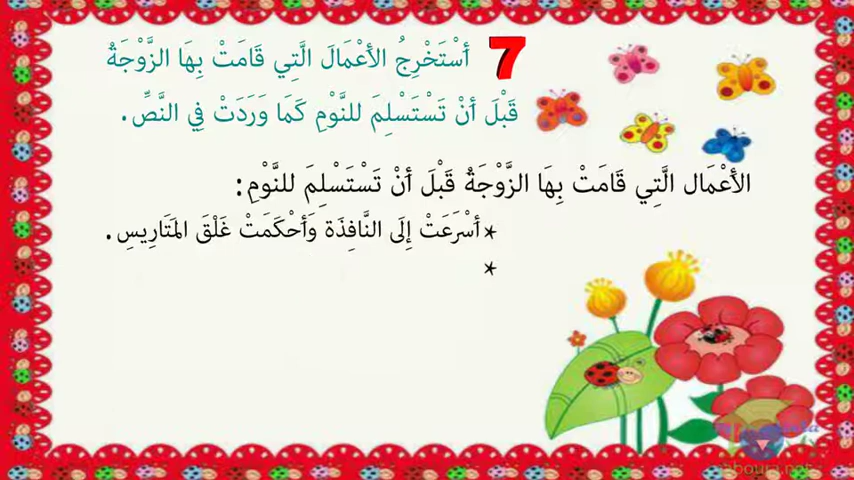 7 أَسْتَخْرِجُ الأَعْمَالَ الَّتِي قَامَتْ بِهَا الزَّوْجَةُ
قَبْلَ أَنْ تَسْتَسْلِمَ للنَّوْمِ كَمَا وَرَدَتْ فِي النَّصِّ.
الأَعْمَال الَّتِي قَامَتْ بِهَا الزَّوْجَةُ قَبْلَ أَنْ تَسْتَسْلِمَ للنَّوْمِ:
*أَسْرَعَتْ إِلَى النَّافِذَة وَأَحْكَمَتْ غَلْقَ المَتَارِيسِ.
*